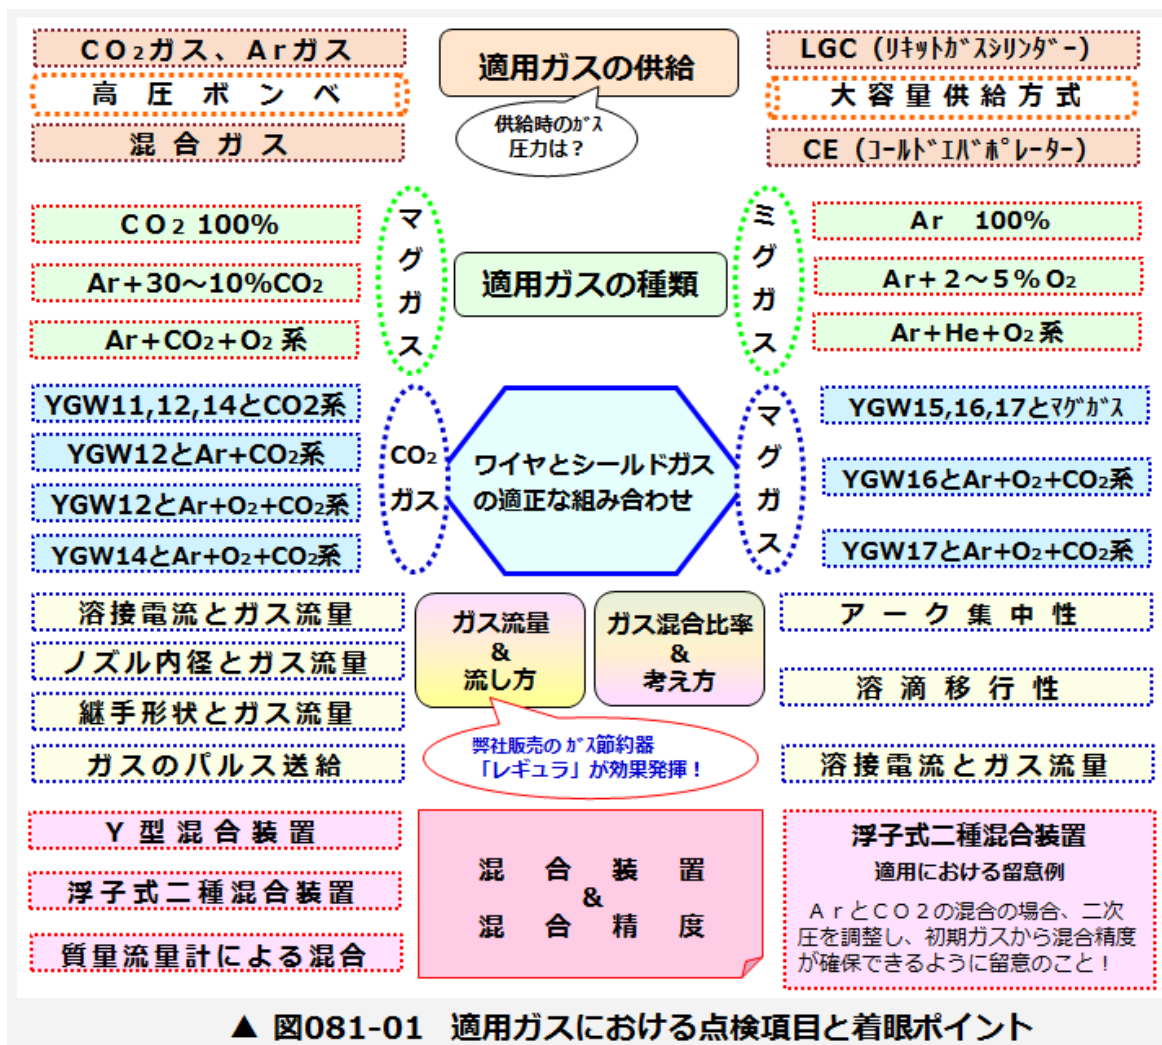 CO₂ガス、Arガス
高圧ボンベ
混合ガス
適用ガスの供給
供給時のｶﾞｽ
圧力は？
LGC（ﾘｷｯﾄｶﾞｽｼﾘﾝﾀﾞｰ）
大容量供給方式
CE（ｺｰﾙﾄﾞｴﾊﾞﾎﾟﾚｰﾀｰ）
CO₂ 100%
Ar＋30～10%CO₂
Ar＋CO₂＋O₂ 系
マグガス
適用ガスの種類
ミグガス
Ar 100%
Ar＋2～5％O₂
Ar＋He＋O₂ 系
YGW11,12,14とCO2系
YGW12とAr+CO₂系
YGW12とAr+O₂+CO₂系
YGW14とAr+O₂+CO₂系
CO₂
ガス
ワイヤとシールドガス
の適正な組み合わせ
マグガス
YGW15,16,17とﾏｸﾞｶﾞｽ
YGW16とAr+O₂+CO₂系
YGW17とAr+O₂+CO₂系
溶接電流とガス流量
ノズル内径とガス流量
継手形状とガス流量
ガスのパルス送給
ガス流量
&
流し方
ガス混合比率
&
考え方
弊社販売の ｶﾞｽ節約器
「レギュラ」が効果発揮！
アーク集中性
溶滴移行性
溶接電流とガス流量
Y型混合装置
浮子式二種混合装置
質量流量計による混合
混合装置
&
混合精度
浮子式二種混合装置
適用における留意例
ArとCO2の混合の場合、二次
圧を調整し、初期ガスから混合精度
が確保できるように留意のこと！
▲ 図081-01 適用ガスにおける点検項目と着眼ポイント